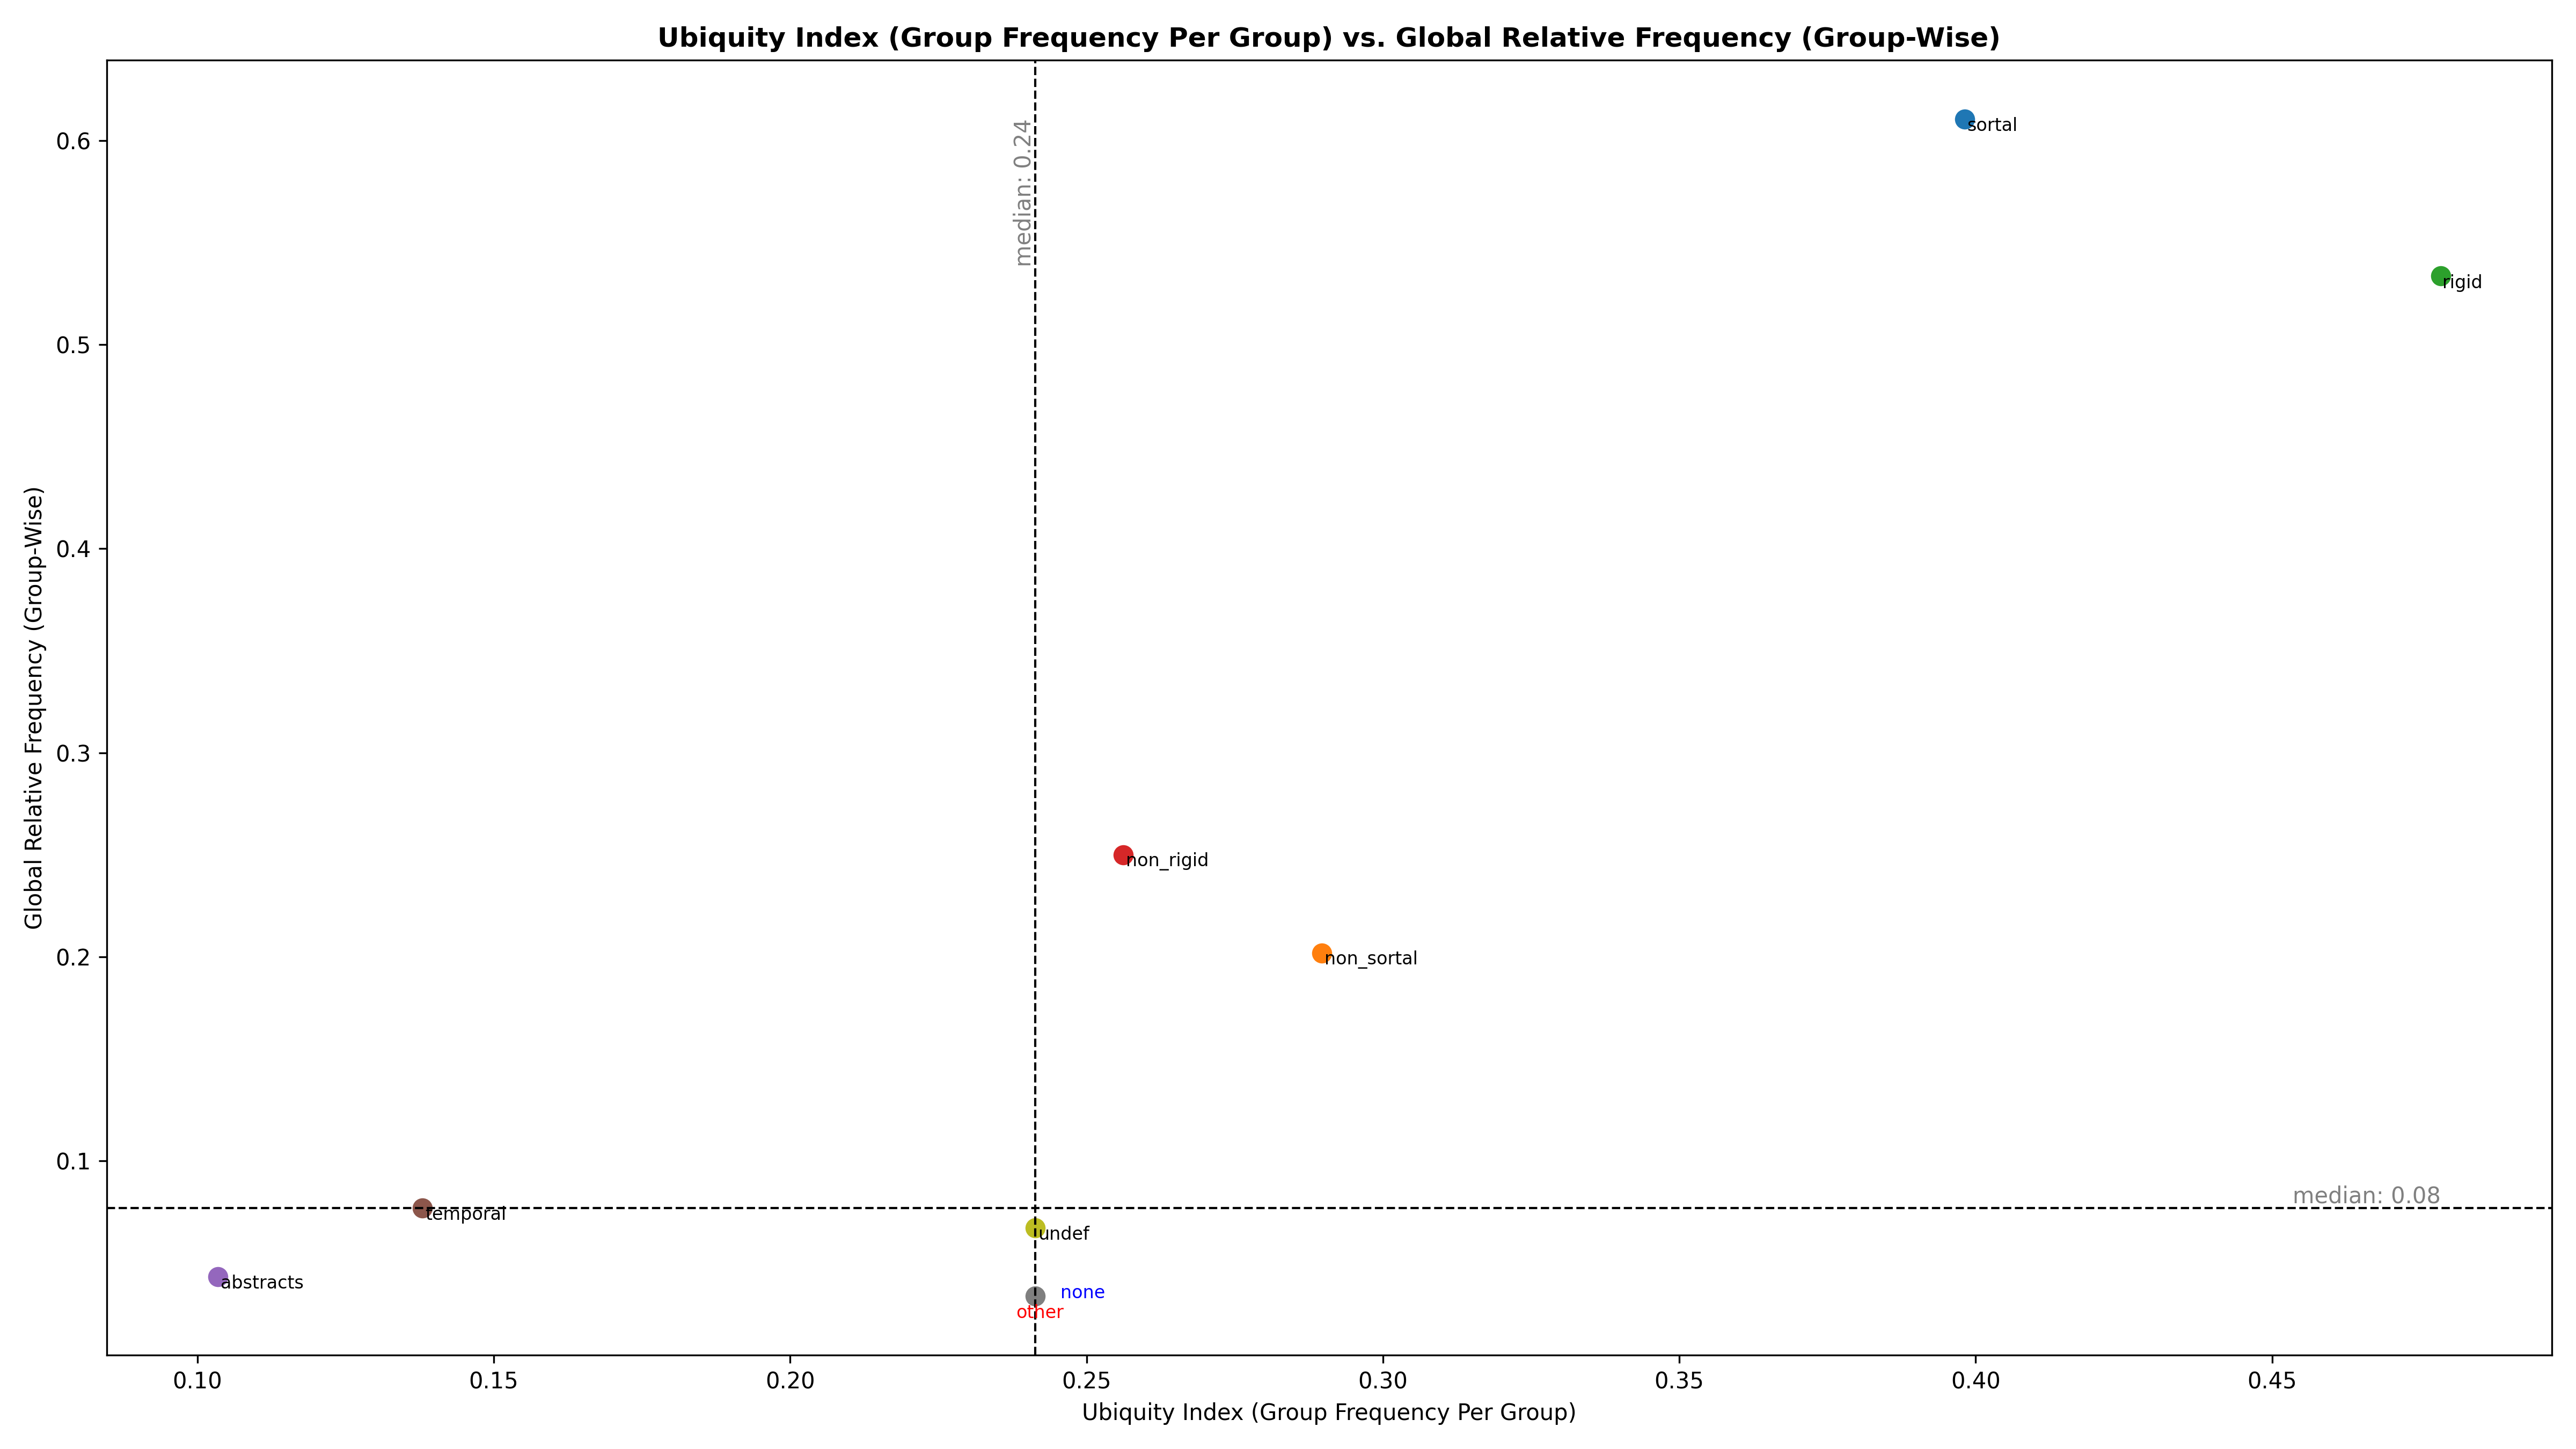 Ubiquity Index (Group Frequency Per Group) vs. Global Relative Frequency (Group-Wise)
Global Relative Frequency (Group-Wise)
0.6
0.5
0.4
0.3
0.2
0.1
median: 0.24
sortal
rigid
non_rigid
non_sortal
median: 0.08
temporal
undef
abstracts
none
other
0.10 0.15 0.20 0.25 0.30 0.35 0.40 0.45
Ubiquity Index (Group Frequency Per Group)